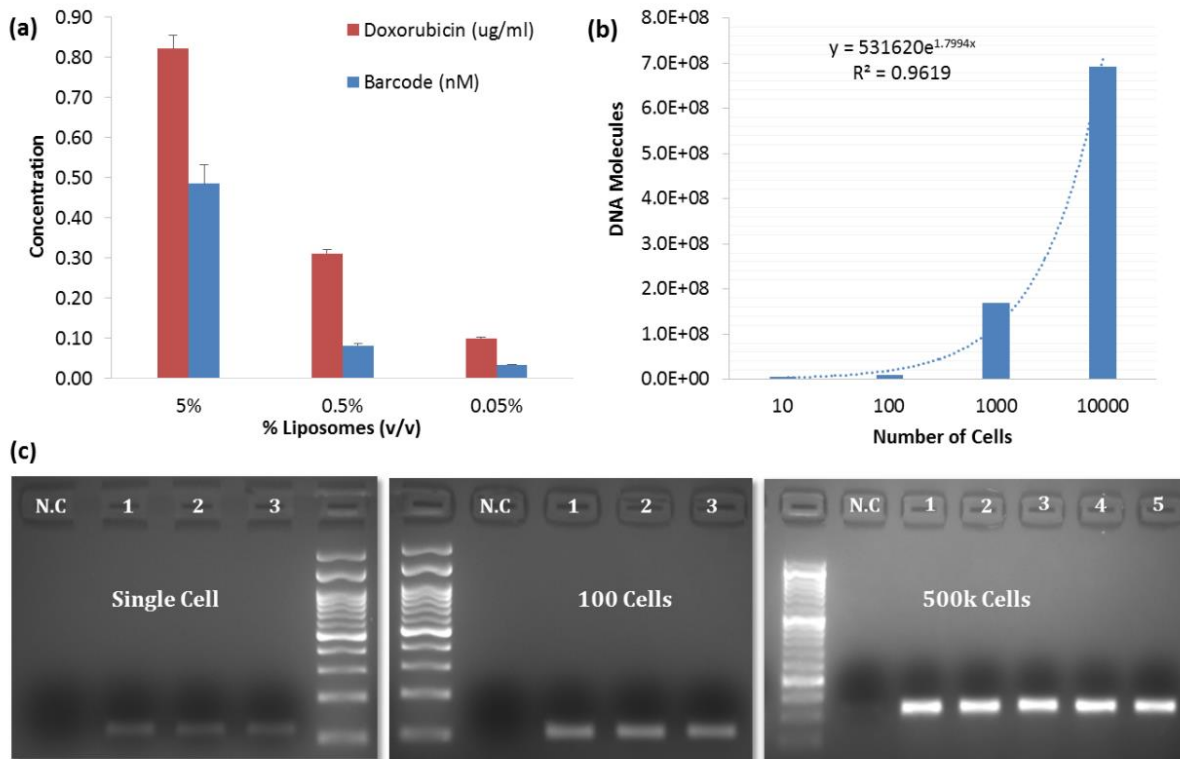 (a)
0.90
0.80
0.70
0.60
0.50
0.40
0.30
0.20
0.10
0.00
Concentration
Doxorubicin (ug/ml)
Barcode (nM)
5%
0.5%
0.05%
% Liposomes (v/v)
(b)
8.0E+08
7.0E+08
6.0E+08
5.0E+08
4.0E+08
3.0E+08
2.0E+08
1.0E+08
0.0E+00
DNA Molecules
y = 531620e^1.7994x
R² = 0.9619
10
100
1000
10000
Number of Cells
(c)
N.C 1 2 3
Single Cell
N.C 1 2 3
100 Cells
N.C 1 2 3 4 5
500k Cells